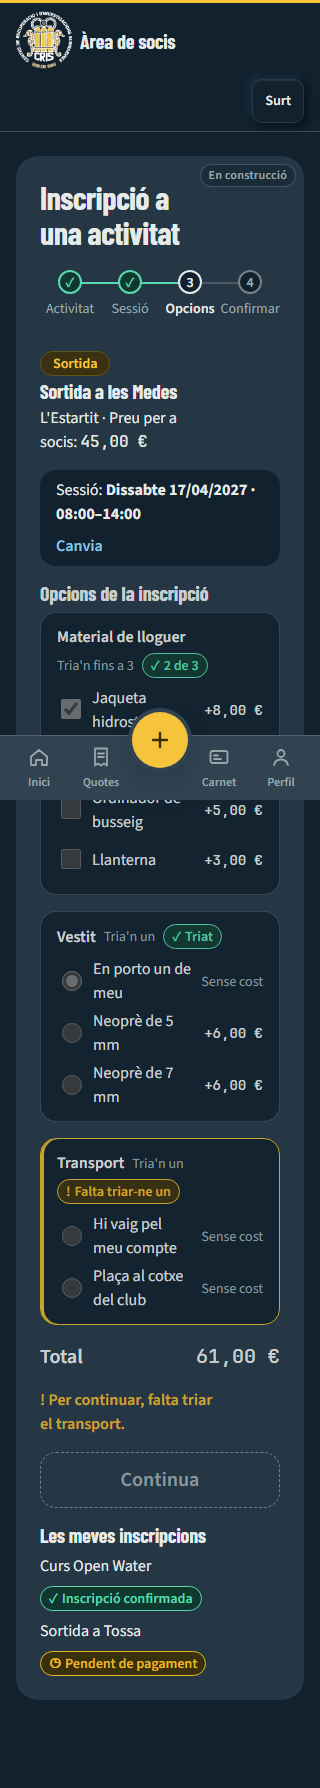 CRIS
Àrea de socis
Surt
En construcció
Inscripció a
una activitat
✓ ✓ 3 4
Activitat Sessió Opcions Confirmar
Sortida
Sortida a les Medes
L'Estartit · Preu per a
socis: 45,00 €
Sessió: Dissabte 17/04/2027 ·
08:00–14:00
Canvia
Opcions de la inscripció
Material de lloguer
Tria'n fins a 3 ✓ 2 de 3
Jaqueta
+8,00 €
Inici Quotes + Carnet Perfil
busseig
+5,00 €
Llanterna +3,00 €
Vestit Tria'n un ✓ Triat
En porto un de
meu
Sense cost
Neoprè de 5
mm
+6,00 €
Neoprè de 7
mm
+6,00 €
Transport Tria'n un
! Falta triar-ne un
Hi vaig pel
meu compte
Sense cost
Plaça al cotxe
del club
Sense cost
Total 61,00 €
! Per continuar, falta triar
el transport.
Continua
Les meves inscripcions
Curs Open Water
✓ Inscripció confirmada
Sortida a Tossa
Pendent de pagament